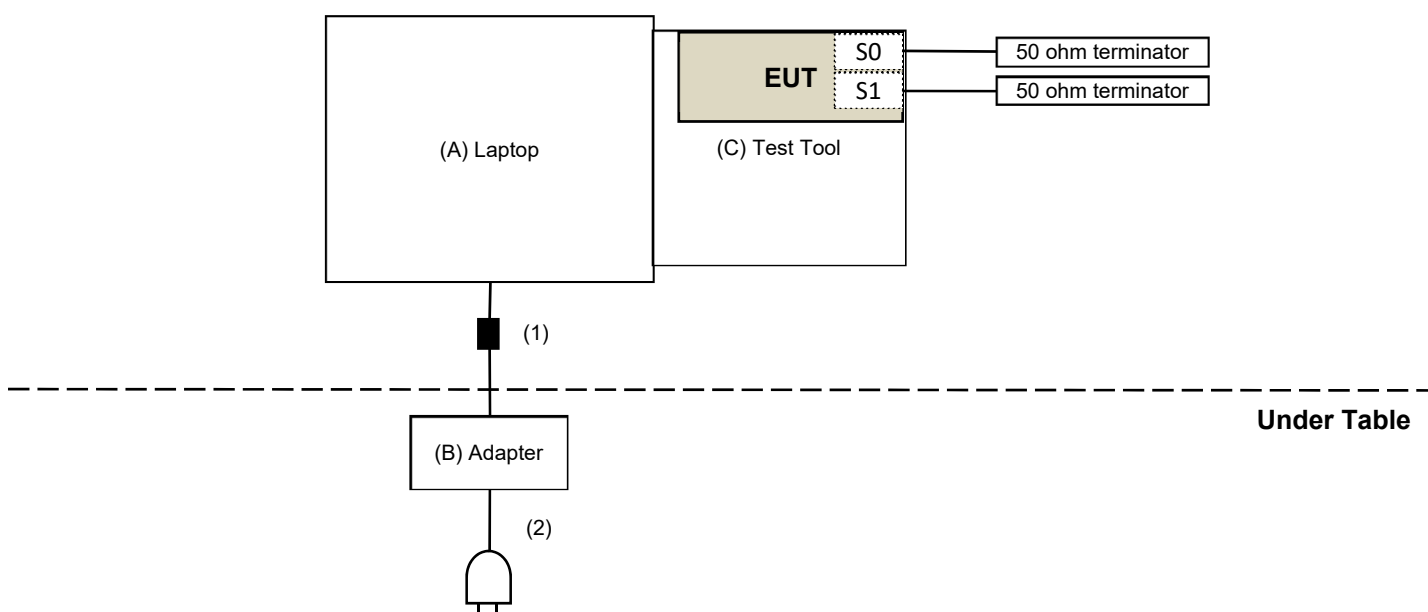 S0
50 ohm terminator
EUT
S1
50 ohm terminator
(A) Laptop
(C) Test Tool
(1)
Under Table
(B) Adapter
(2)